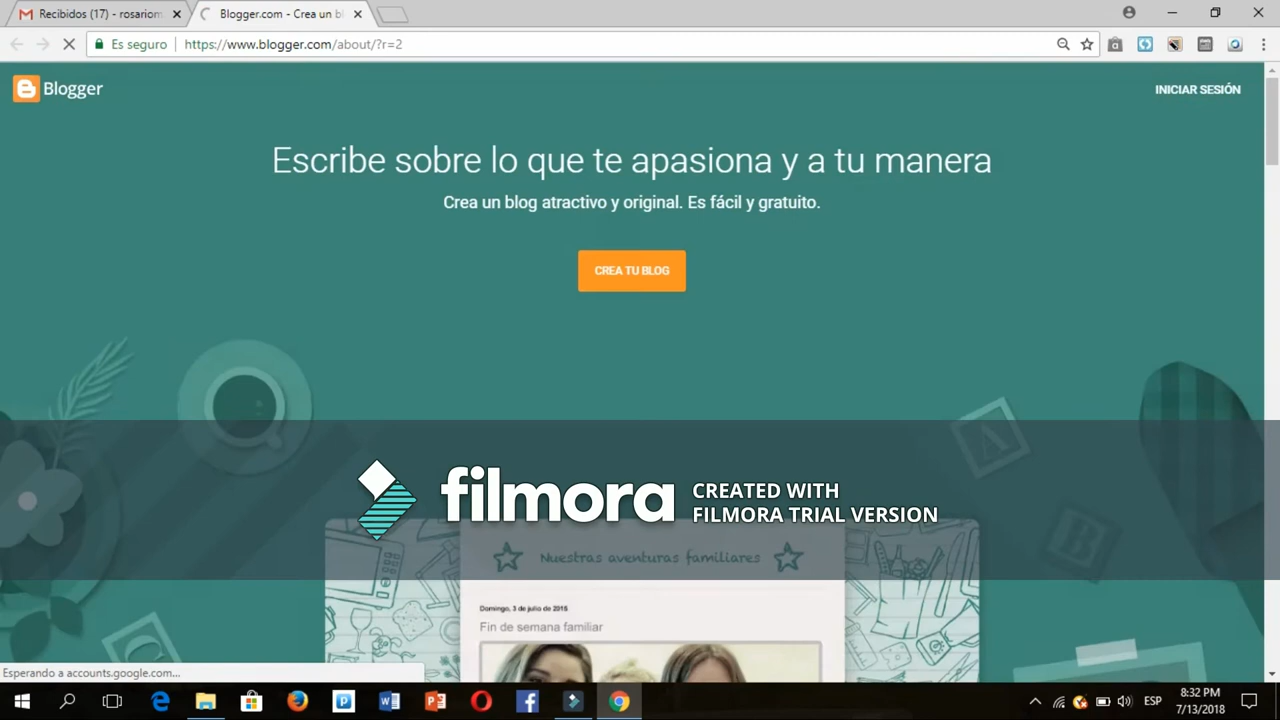 Recibidos (17) - rosariom
Blogger.com - Crea un bl
Es seguro
https://www.blogger.com/about/?r=2
Blogger
INICIAR SESIÓN
Escribe sobre lo que te apasiona y a tu manera
Crea un blog atractivo y original. Es fácil y gratuito.
CREA TU BLOG
filmora
CREATED WITH
FILMORA TRIAL VERSION
Nuestras aventuras familiares
Domingo, 3 de julio de 2015
Fin de semana familiar
Esperando a accounts.google.com...
ESP
8:32 PM
7/13/2018